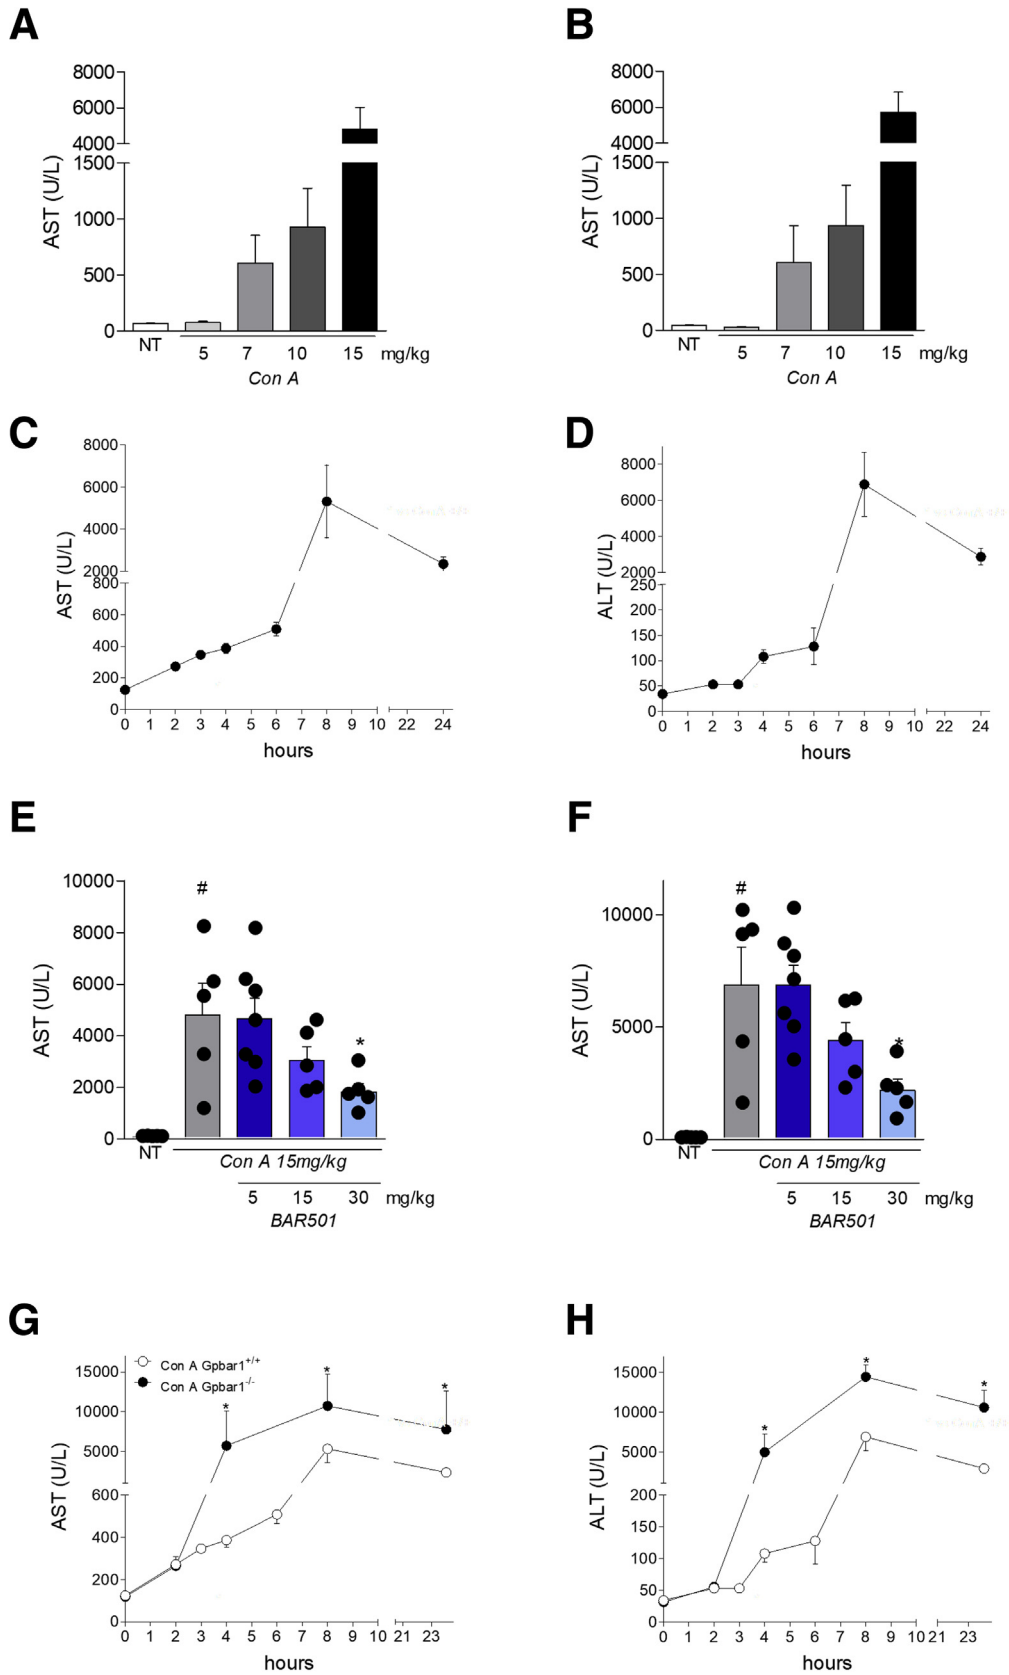 A
8000
6000
4000
1500
1000
500
0
AST (U/L)
NT
5 7 10 15 mg/kg
Con A
B
8000
6000
4000
1500
1000
500
0
AST (U/L)
NT
5 7 10 15 mg/kg
Con A
C
8000
6000
4000
2000
800
600
400
200
0
AST (U/L)
0 1 2 3 4 5 6 7 8 9 10 22 24
hours
D
8000
6000
4000
2000
250
200
150
100
50
0
ALT (U/L)
0 1 2 3 4 5 6 7 8 9 10 22 24
hours
E
10000
8000
6000
4000
2000
0
AST (U/L)
#
*
NT
Con A 15mg/kg
5 15 30 mg/kg
BAR501
F
10000
5000
0
AST (U/L)
#
*
NT
Con A 15mg/kg
5 15 30 mg/kg
BAR501
G
Con A Gpbar1+/+
Con A Gpbar1-/-
15000
10000
5000
600
400
200
0
AST (U/L)
* * *
0 1 2 3 4 5 6 7 8 9 10 21 23
hours
H
15000
10000
5000
200
150
100
50
0
ALT (U/L)
* * *
0 1 2 3 4 5 6 7 8 9 10 21 23
hours